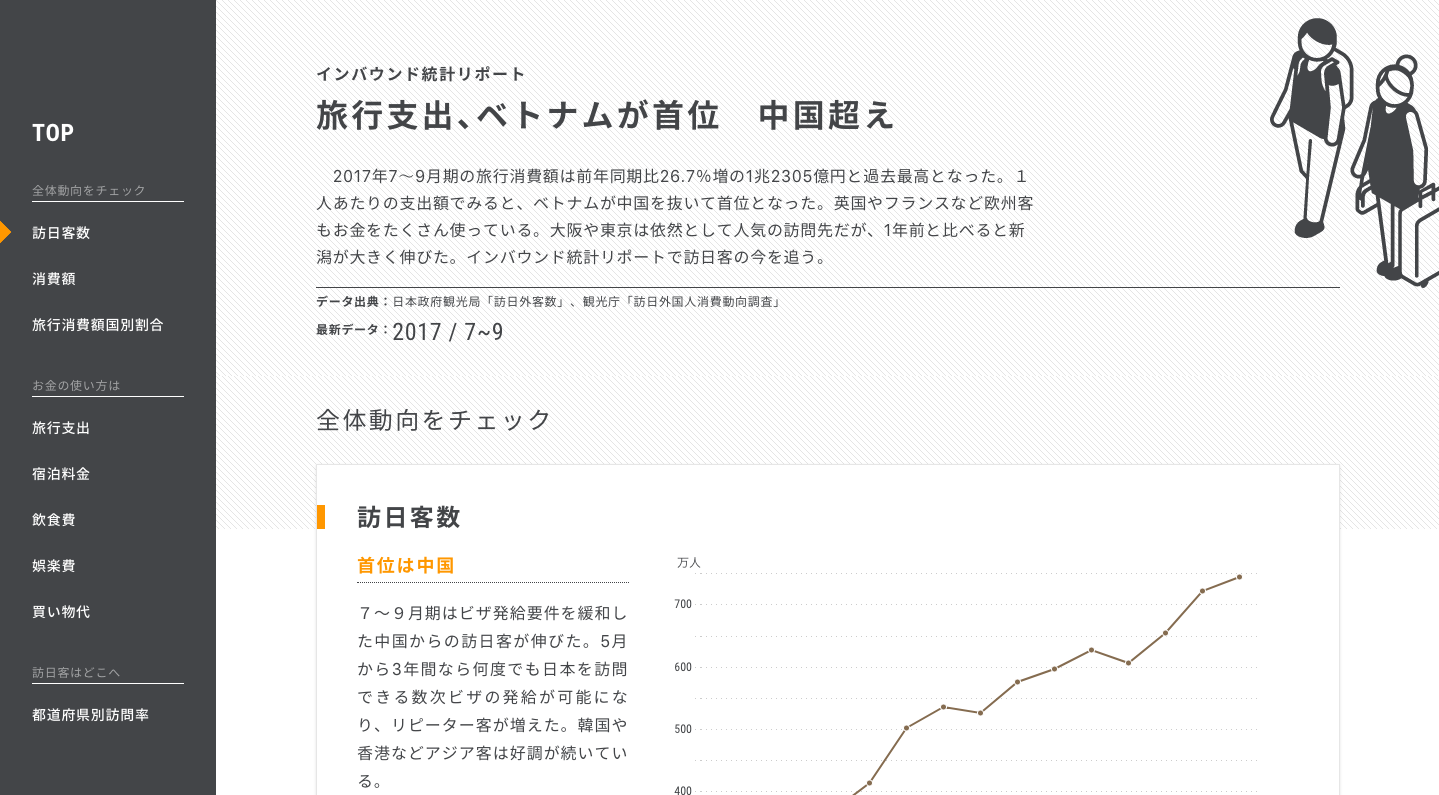 TOP
全体動向をチェック
訪日客数
消費額
旅行消費額国別割合
お金の使い方は
旅行支出
宿泊料金
飲食費
娯楽費
買い物代
訪日客はどこへ
都道府県別訪問率
インバウンド統計リポート
旅行支出、ベトナムが首位　中国超え
　2017年7〜9月期の旅行消費額は前年同期比26.7%増の1兆2305億円と過去最高となった。１
人あたりの支出額でみると、ベトナムが中国を抜いて首位となった。英国やフランスなど欧州客
もお金をたくさん使っている。大阪や東京は依然として人気の訪問先だが、1年前と比べると新
潟が大きく伸びた。インバウンド統計リポートで訪日客の今を追う。
データ出典：日本政府観光局「訪日外客数」、観光庁「訪日外国人消費動向調査」
最新データ：2017 / 7~9
全体動向をチェック
訪日客数
首位は中国
７〜９月期はビザ発給要件を緩和し
た中国からの訪日客が伸びた。5月
から3年間なら何度でも日本を訪問
できる数次ビザの発給が可能にな
り、リピーター客が増えた。韓国や
香港などアジア客は好調が続いてい
る。
万人
700
600
500
400